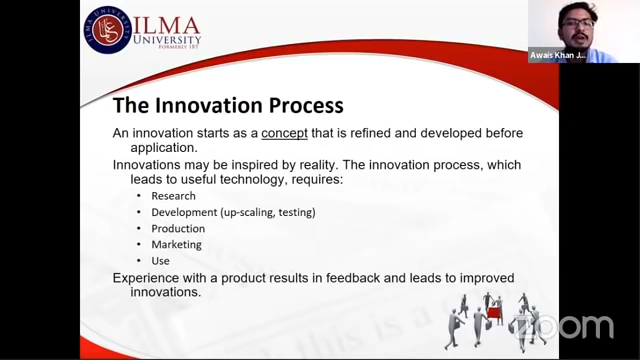 ILMA
UNIVERSITY
FORMERLY IBT
ILMA UNIVERSITY
Awais Khan J...
The Innovation Process
An innovation starts as a concept that is refined and developed before
application.
Innovations may be inspired by reality. The innovation process, which
leads to useful technology, requires:
• Research
• Development (up-scaling, testing)
• Production
• Marketing
• Use
Experience with a product results in feedback and leads to improved
innovations.
zoom